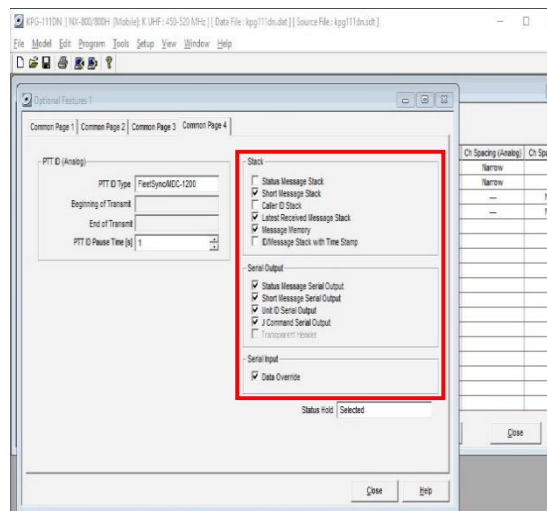 KPG-111DN [ NX-800/800H [Mobile]: K UHF : 450-520 MHz ] [ Data File : kpg111dn.dat ] [ Source File : kpg111dn.sdt ]
File Model Edit Program Tools Setup View Window Help
Optional Features 1
Common Page 1 Common Page 2 Common Page 3 Common Page 4
PTT ID (Analog)
PTT ID Type FleetSync/MDC-1200
Beginning of Transmit
End of Transmit
PTT ID Pause Time [s] 1
Stack
Status Message Stack
Short Message Stack
Caller ID Stack
Latest Received Message Stack
Message Memory
ID/Message Stack with Time Stamp
Serial Output
Status Message Serial Output
Short Message Serial Output
Unit ID Serial Output
J Command Serial Output
Transparent Header
Serial Input
Data Override
Status Hold Selected
Close Help
Ch Spacing (Analog) Ch Sp
Narrow
Narrow
—
—
Close